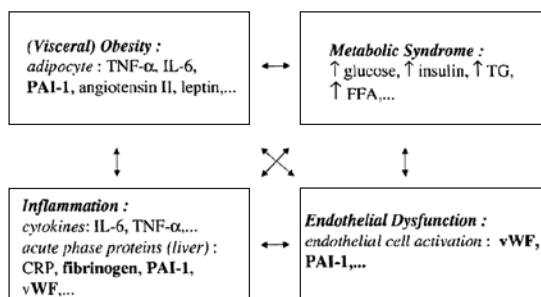 (Visceral) Obesity :
adipocyte : TNF-α, IL-6,
PAI-1, angiotensin II, leptin,...
Metabolic Syndrome :
↑ glucose, ↑ insulin, ↑ TG,
↑ FFA,...
Inflammation :
cytokines: IL-6, TNF-α,...
acute phase proteins (liver) :
CRP, fibrinogen, PAI-1,
vWF,...
Endothelial Dysfunction :
endothelial cell activation : vWF,
PAI-1,...